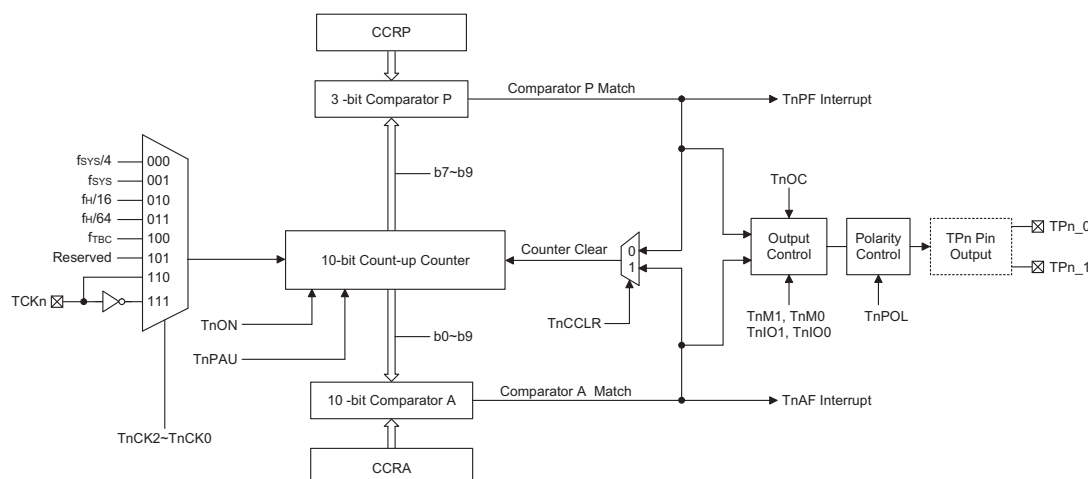 CCRP
3 -bit Comparator P
Comparator P Match
TnPF Interrupt
b7~b9
fSYS/4
000
fSYS
001
fH/16
010
fH/64
011
fTBC
100
Reserved
101
110
TCKn
111
TnCK2~TnCK0
10-bit Count-up Counter
Counter Clear
0
1
TnCCLR
TnON
TnPAU
b0~b9
TnOC
Output
Control
TnM1, TnM0
TnIO1, TnIO0
Polarity
Control
TnPOL
TPn Pin
Output
TPn_0
TPn_1
10 -bit Comparator A
Comparator A Match
TnAF Interrupt
CCRA